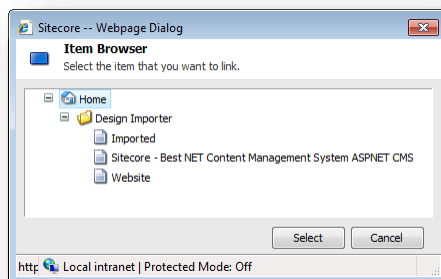 Sitecore -- Webpage Dialog
Item Browser
Select the item that you want to link.
Home
Design Importer
Imported
Sitecore - Best NET Content Management System ASPNET CMS
Website
Select Cancel
http Local intranet | Protected Mode: Off